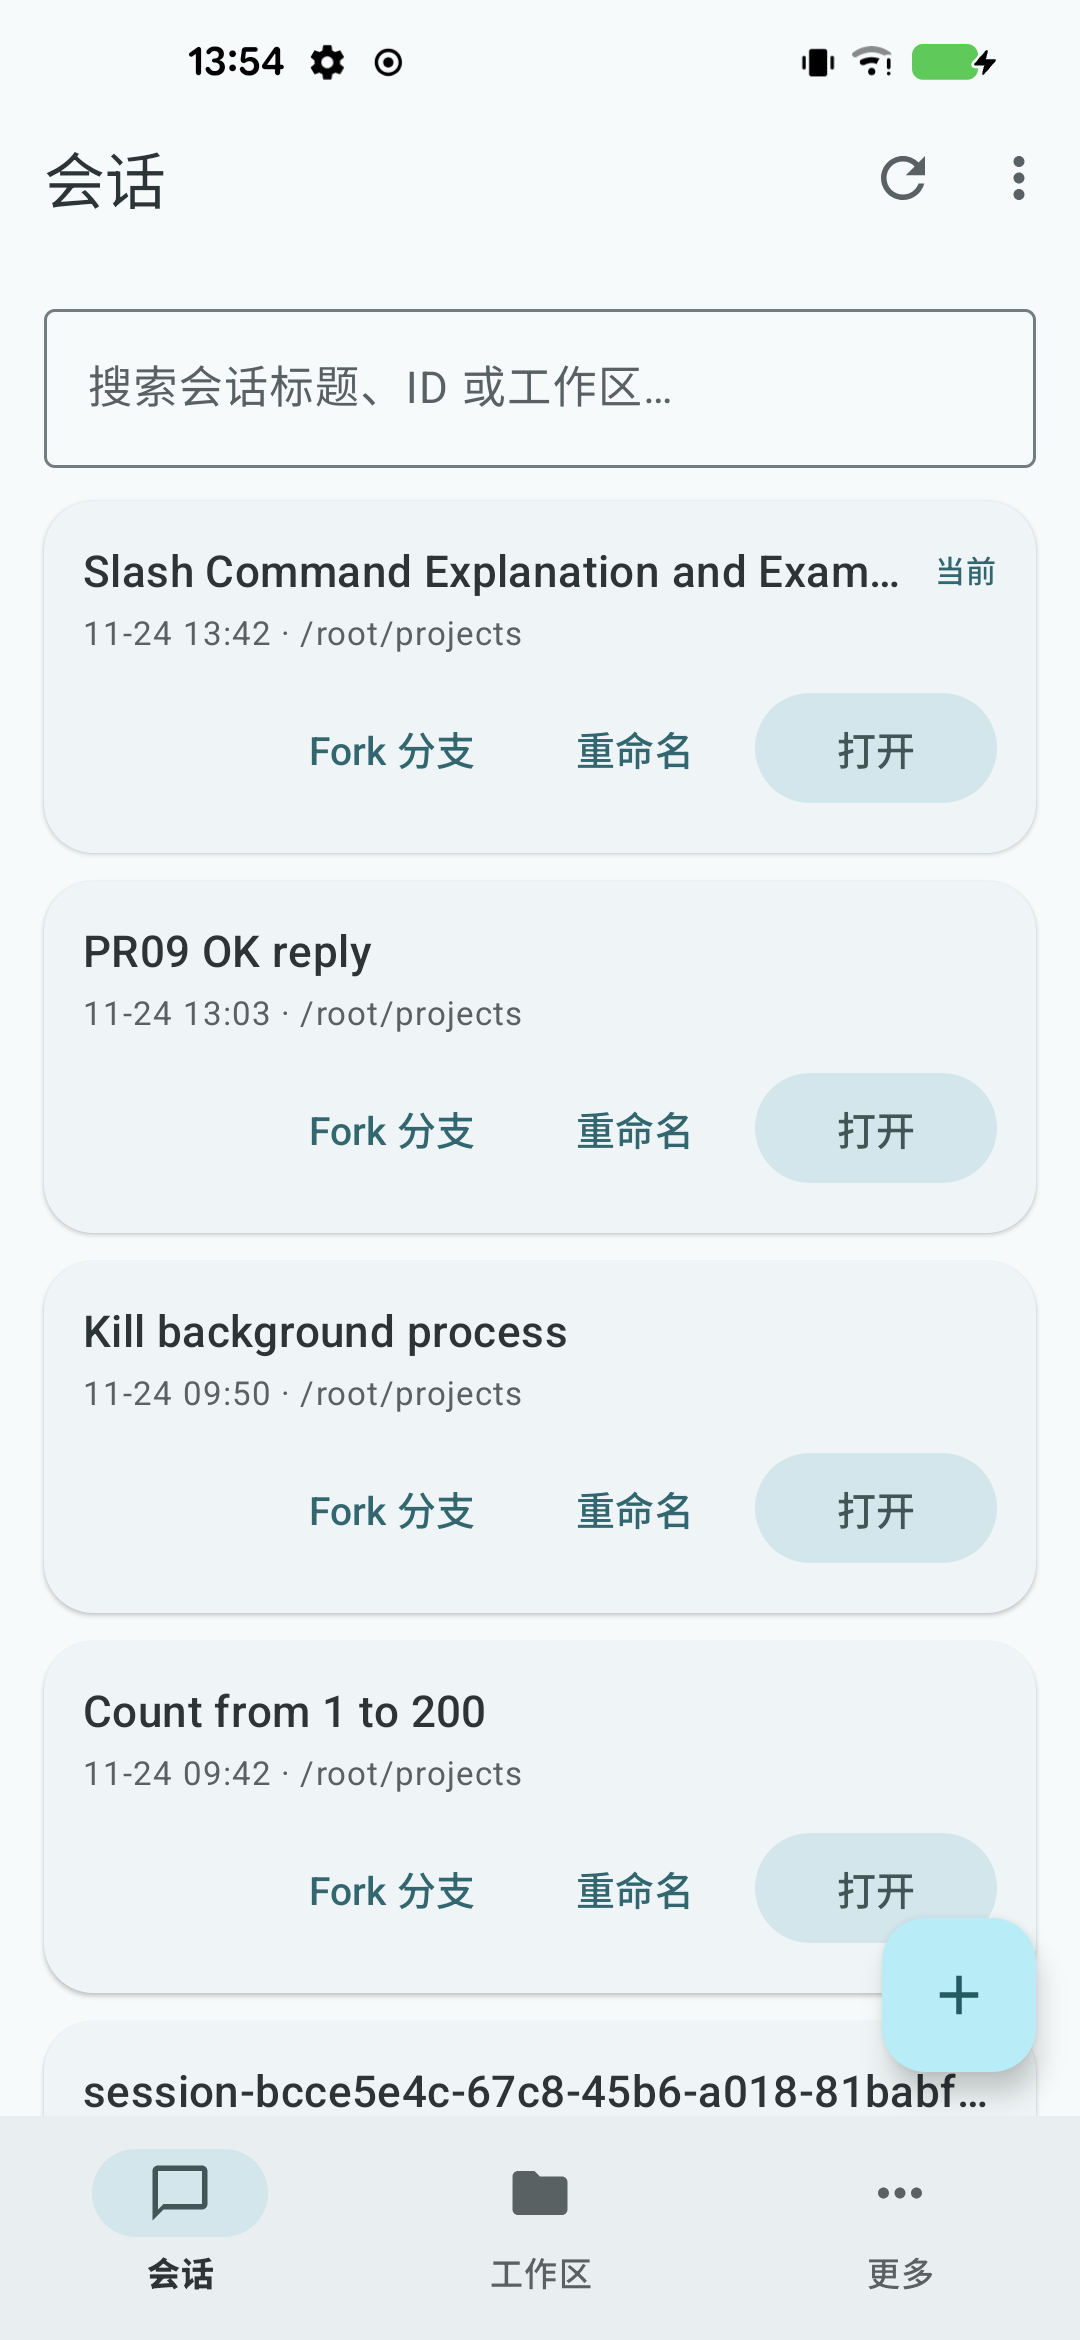 13:54
会话
搜索会话标题、ID 或工作区...
Slash Command Explanation and Exam... 当前
11-24 13:42 · /root/projects
Fork 分支 重命名 打开
PR09 OK reply
11-24 13:03 · /root/projects
Fork 分支 重命名 打开
Kill background process
11-24 09:50 · /root/projects
Fork 分支 重命名 打开
Count from 1 to 200
11-24 09:42 · /root/projects
Fork 分支 重命名 打开
session-bcce5e4c-67c8-45b6-a018-81babf...
会话 工作区 更多